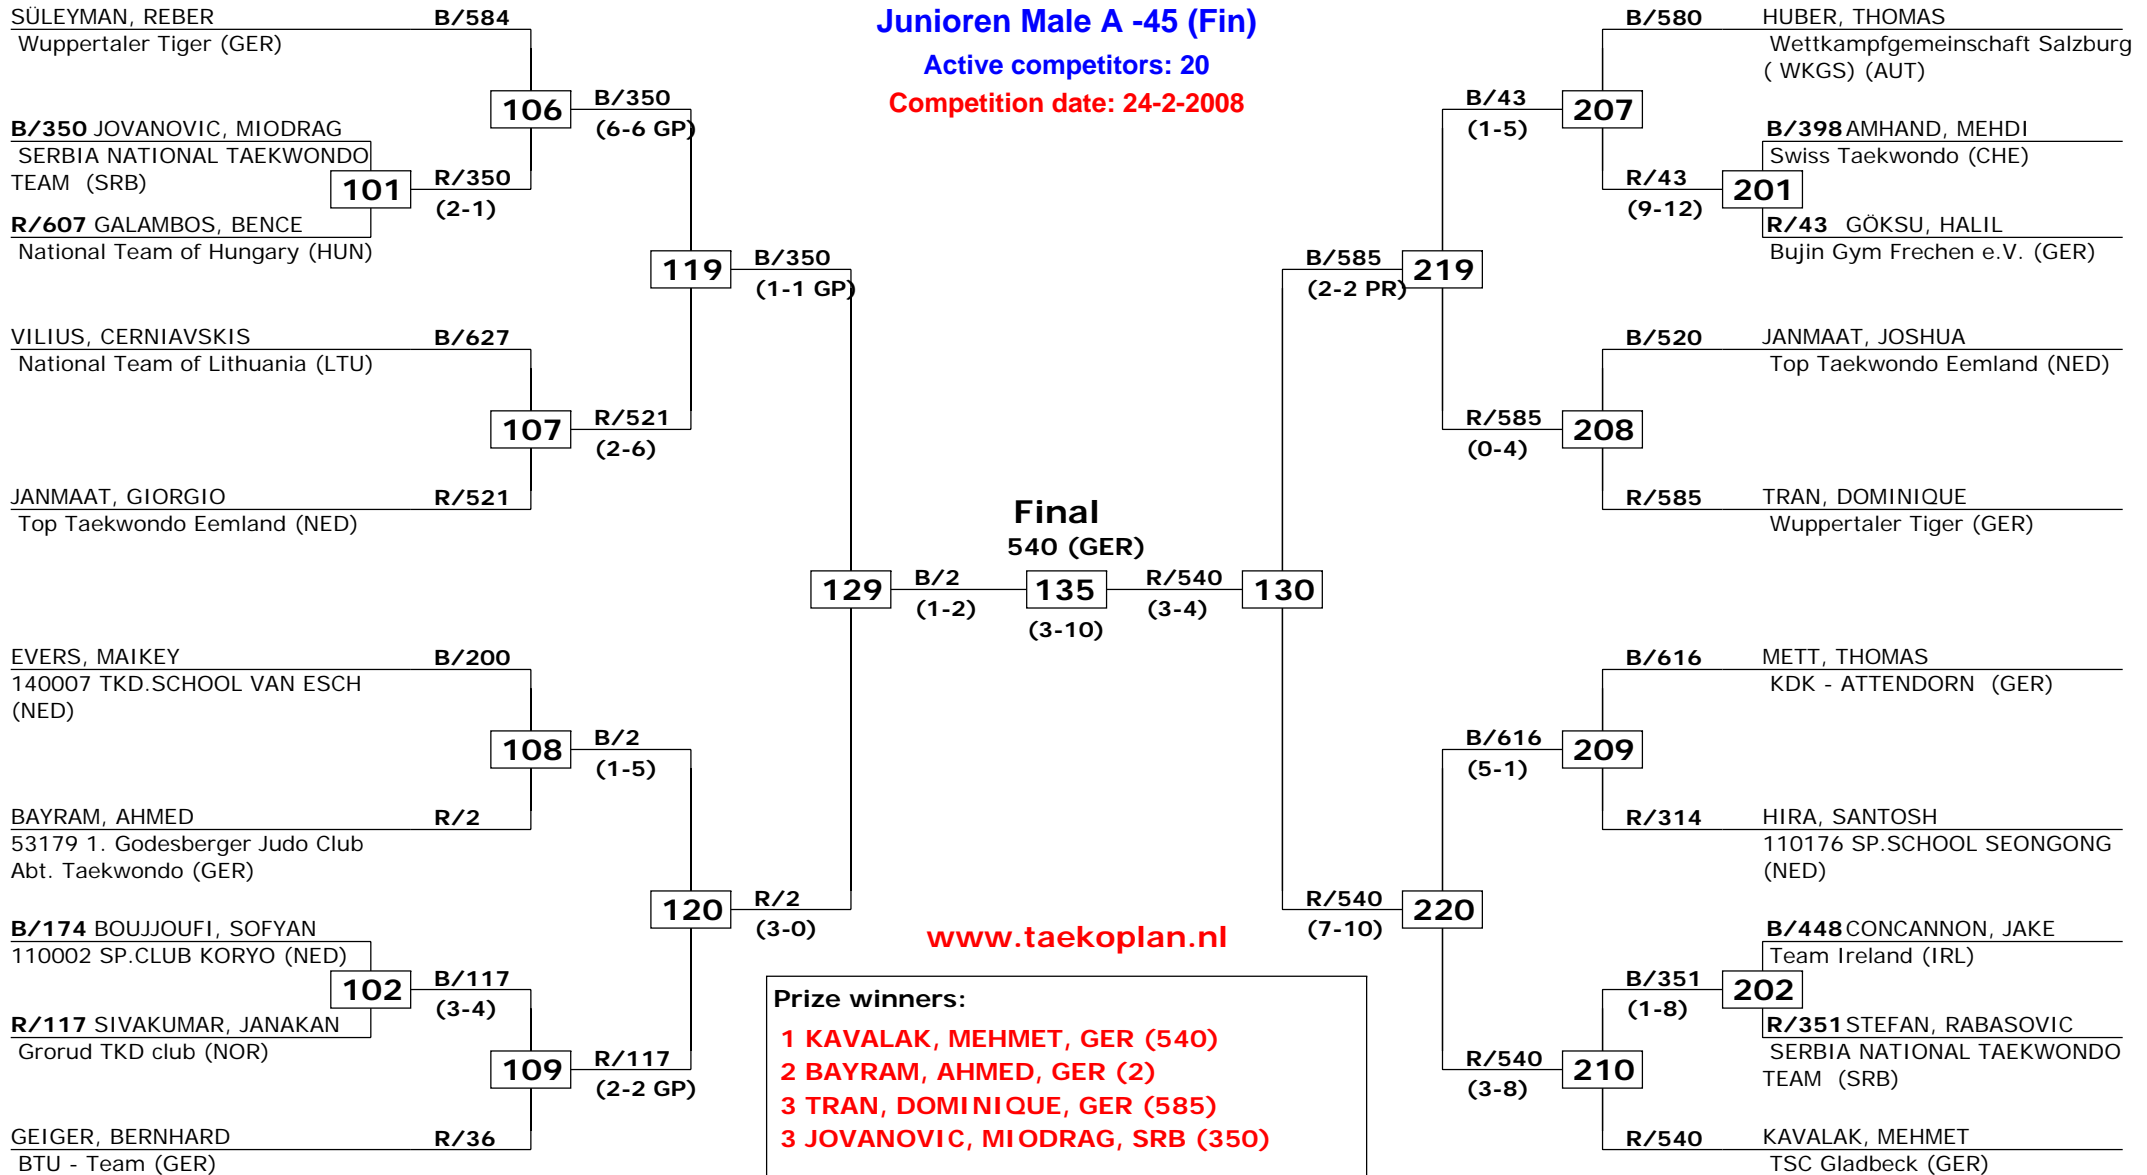 Junioren Male A -45 (Fin)
Active competitors: 20
Competition date: 24-2-2008
SÜLEYMAN, REBER B/584
Wuppertaler Tiger (GER)
106
B/350
(6-6 GP)
B/350 JOVANOVIC, MIODRAG
SERBIA NATIONAL TAEKWONDO
TEAM (SRB)
101
R/350
(2-1)
R/607 GALAMBOS, BENCE
National Team of Hungary (HUN)
119
B/350
(1-1 GP)
VILIUS, CERNIAVSKIS B/627
National Team of Lithuania (LTU)
107
R/521
(2-6)
JANMAAT, GIORGIO R/521
Top Taekwondo Eemland (NED)
129
B/2
(1-2)
EVERS, MAIKEY B/200
140007 TKD.SCHOOL VAN ESCH
(NED)
108
B/2
(1-5)
BAYRAM, AHMED R/2
53179 1. Godesberger Judo Club
Abt. Taekwondo (GER)
120
R/2
(3-0)
B/174 BOUJJOUFI, SOFYAN
110002 SP.CLUB KORYO (NED)
102
B/117
(3-4)
R/117 SIVAKUMAR, JANAKAN
Grorud TKD club (NOR)
109
R/117
(2-2 GP)
GEIGER, BERNHARD R/36
BTU - Team (GER)
Final
540 (GER)
135
(3-10)
R/540
(3-4)
130
B/580 HUBER, THOMAS
Wettkampfgemeinschaft Salzburg
( WKGS) (AUT)
B/43
(1-5)
207
B/398 AMHAND, MEHDI
Swiss Taekwondo (CHE)
R/43
(9-12)
201
R/43 GÖKSU, HALIL
Bujin Gym Frechen e.V. (GER)
B/585
(2-2 PR)
219
B/520 JANMAAT, JOSHUA
Top Taekwondo Eemland (NED)
R/585
(0-4)
208
R/585 TRAN, DOMINIQUE
Wuppertaler Tiger (GER)
B/616 METT, THOMAS
KDK - ATTENDORN (GER)
B/616
(5-1)
209
R/314 HIRA, SANTOSH
110176 SP.SCHOOL SEONGONG
(NED)
R/540
(7-10)
220
B/448 CONCANNON, JAKE
Team Ireland (IRL)
B/351
(1-8)
202
R/351 STEFAN, RABASOVIC
SERBIA NATIONAL TAEKWONDO
TEAM (SRB)
R/540
(3-8)
210
R/540 KAVALAK, MEHMET
TSC Gladbeck (GER)
www.taekoplan.nl
Prize winners:
1 KAVALAK, MEHMET, GER (540)
2 BAYRAM, AHMED, GER (2)
3 TRAN, DOMINIQUE, GER (585)
3 JOVANOVIC, MIODRAG, SRB (350)